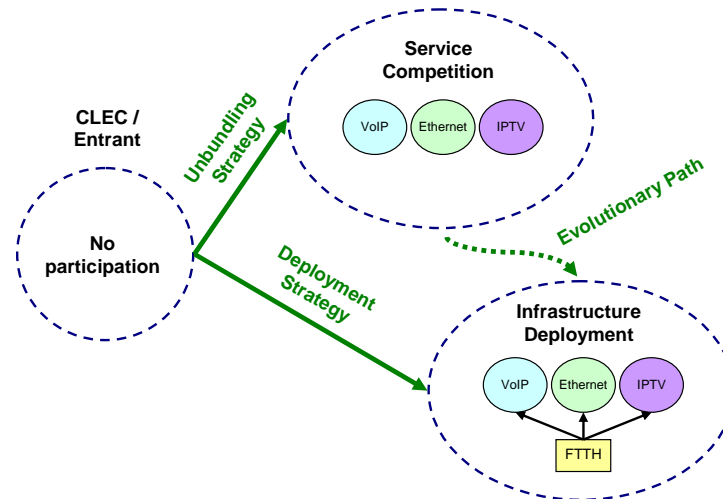 Service
Competition
VoIP
Ethernet
IPTV
CLEC /
Entrant
Unbundling
Strategy
No
participation
Evolutionary Path
Deployment
Strategy
Infrastructure
Deployment
VoIP
Ethernet
IPTV
FTTH